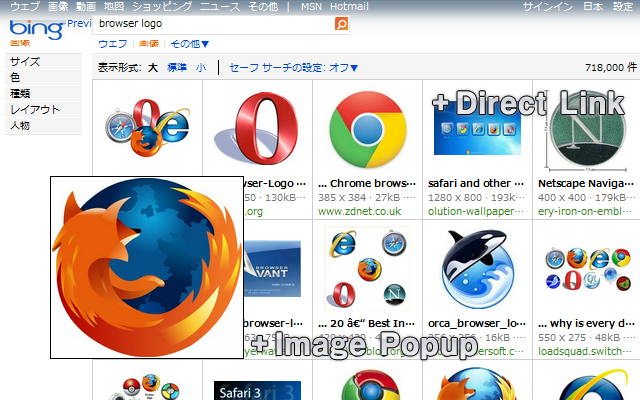 ウェブ 画像 動画 地図 ショッピング ニュース その他 | MSN Hotmail サインイン 日本 設定
bing Previ browser logo
画像 ウェブ 画像 その他▼
サイズ 表示形式: 大 標準 小 セーフ サーチの設定: オフ▼ 718,000 件
色
種類
レイアウト
人物
+ Direct Link
wser-Logo ... ... Chrome brows... safari and other ... Netscape Naviga...
50 · 130kB... 385 x 384 · 27kB ... 1280 x 800 · 193k... 400 x 400 · 179kB...
.org www.zdnet.co.uk olution-wallpaper... ery-iron-on-embl...
BROWSER
VANT
browser-l... ... 20 â€“ Best In... orca_browser_lo... ... why is every d...
550 x 275 · 48kB
loadsquad.switch...
+ Image Popup
Safari 3